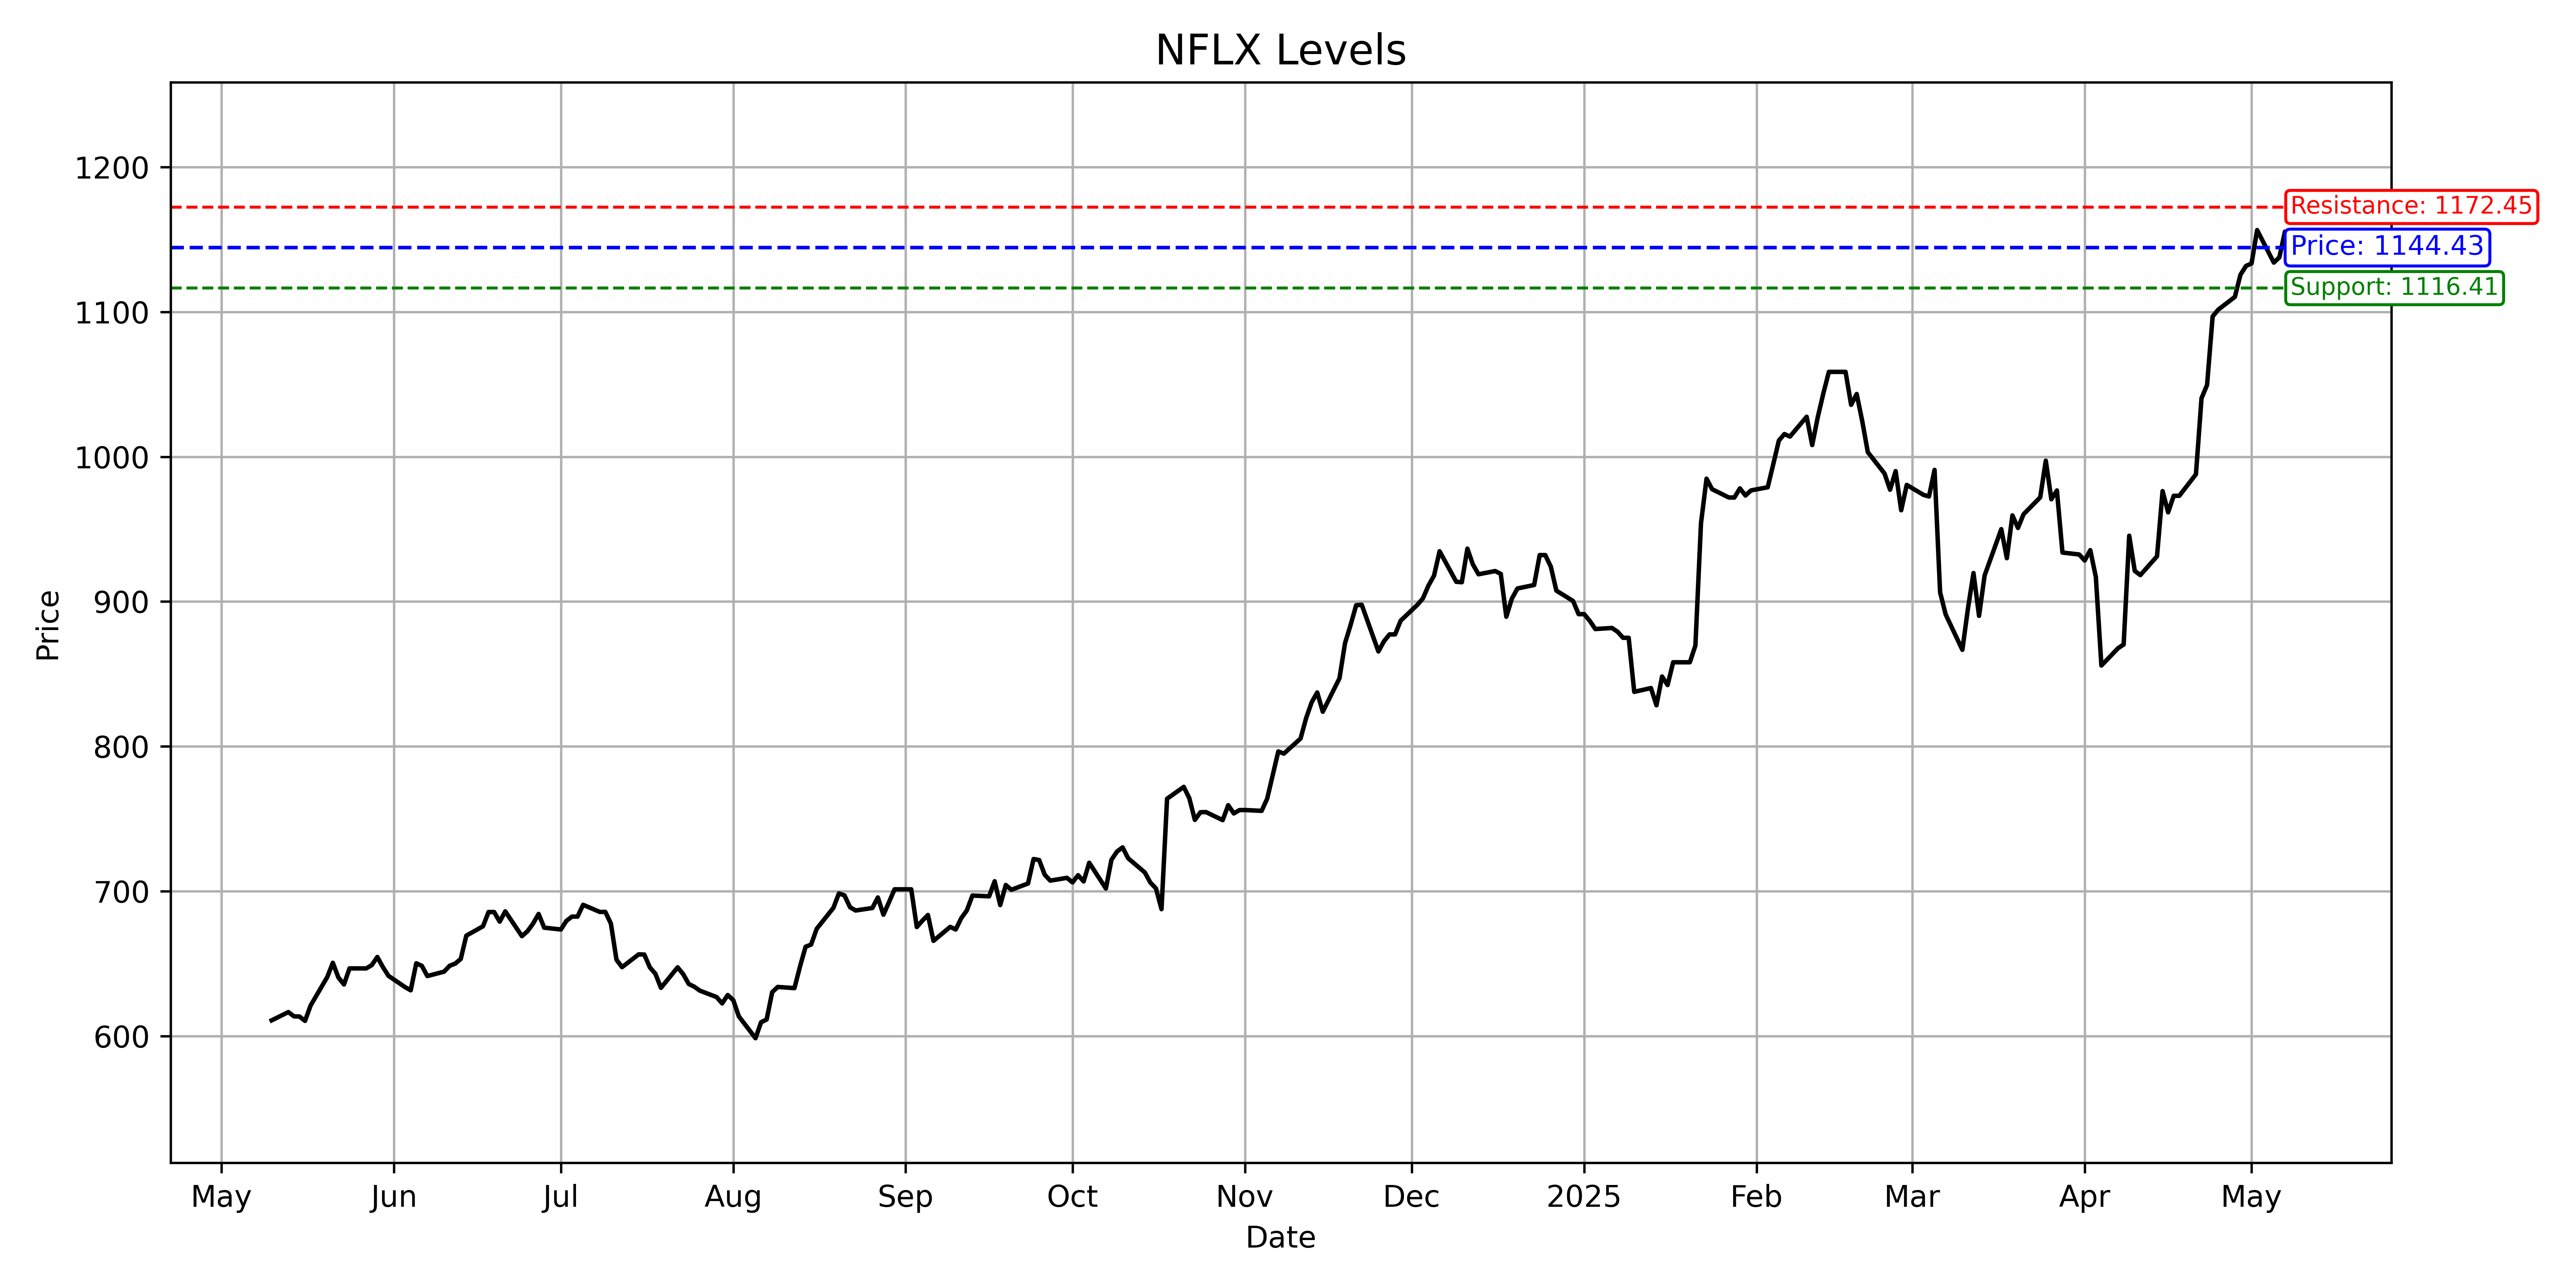 NFLX Levels
1200
1100
1000
900
800
700
600
Price
Resistance: 1172.45
Price: 1144.43
Support: 1116.41
May Jun Jul Aug Sep Oct Nov Dec 2025 Feb Mar Apr May
Date